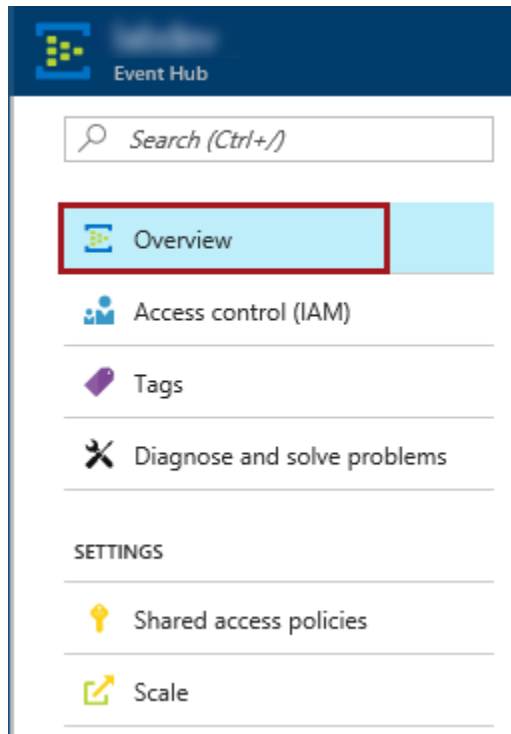 Event Hub
Search (Ctrl+/)
Overview
Access control (IAM)
Tags
Diagnose and solve problems
SETTINGS
Shared access policies
Scale